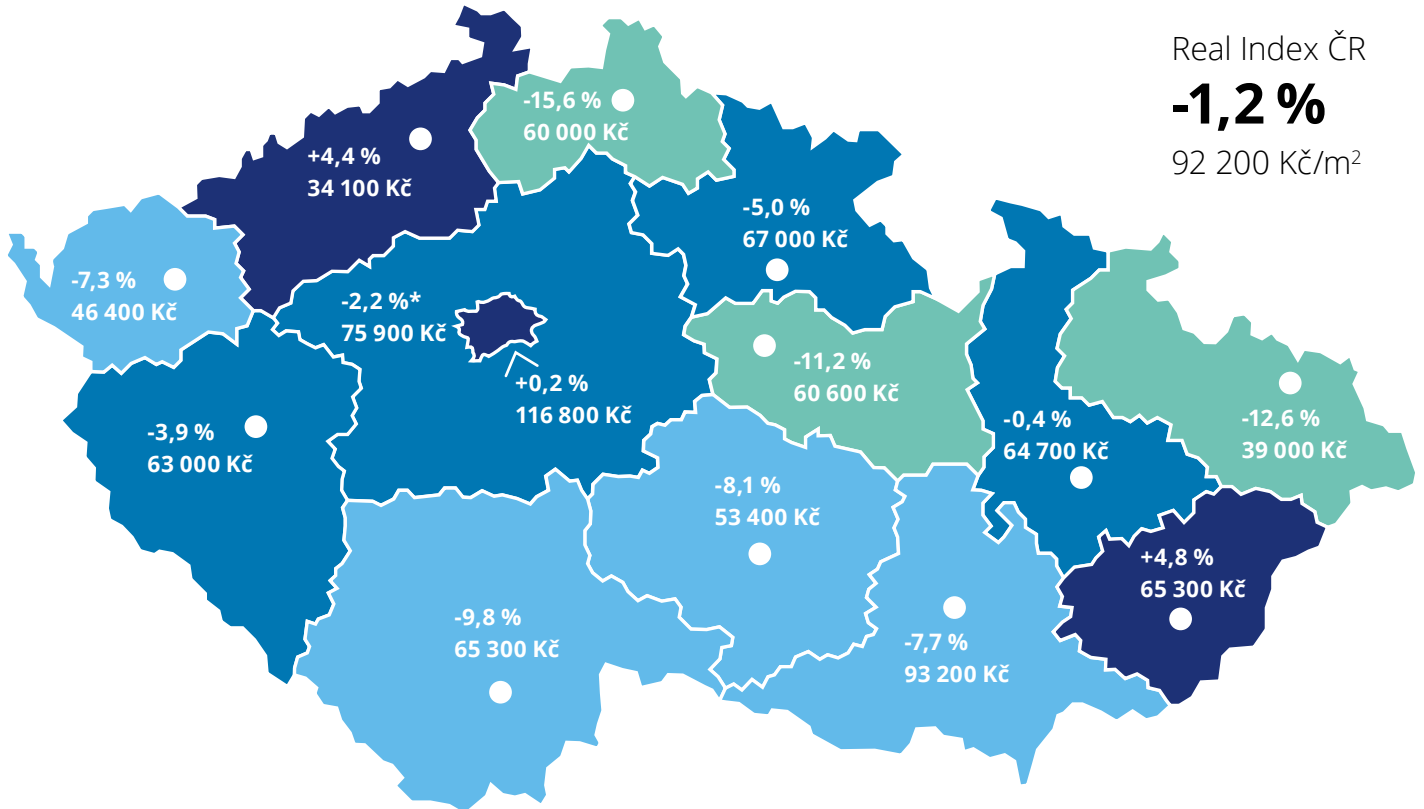 Real Index ČR
-1,2 %
92 200 Kč/m²
-15,6 %
60 000 Kč
+4,4 %
34 100 Kč
-5,0 %
67 000 Kč
-7,3 %
46 400 Kč
-2,2 %*
75 900 Kč
+0,2 %
116 800 Kč
-11,2 %
60 600 Kč
-3,9 %
63 000 Kč
-0,4 %
64 700 Kč
-12,6 %
39 000 Kč
-8,1 %
53 400 Kč
+4,8 %
65 300 Kč
-9,8 %
65 300 Kč
-7,7 %
93 200 Kč